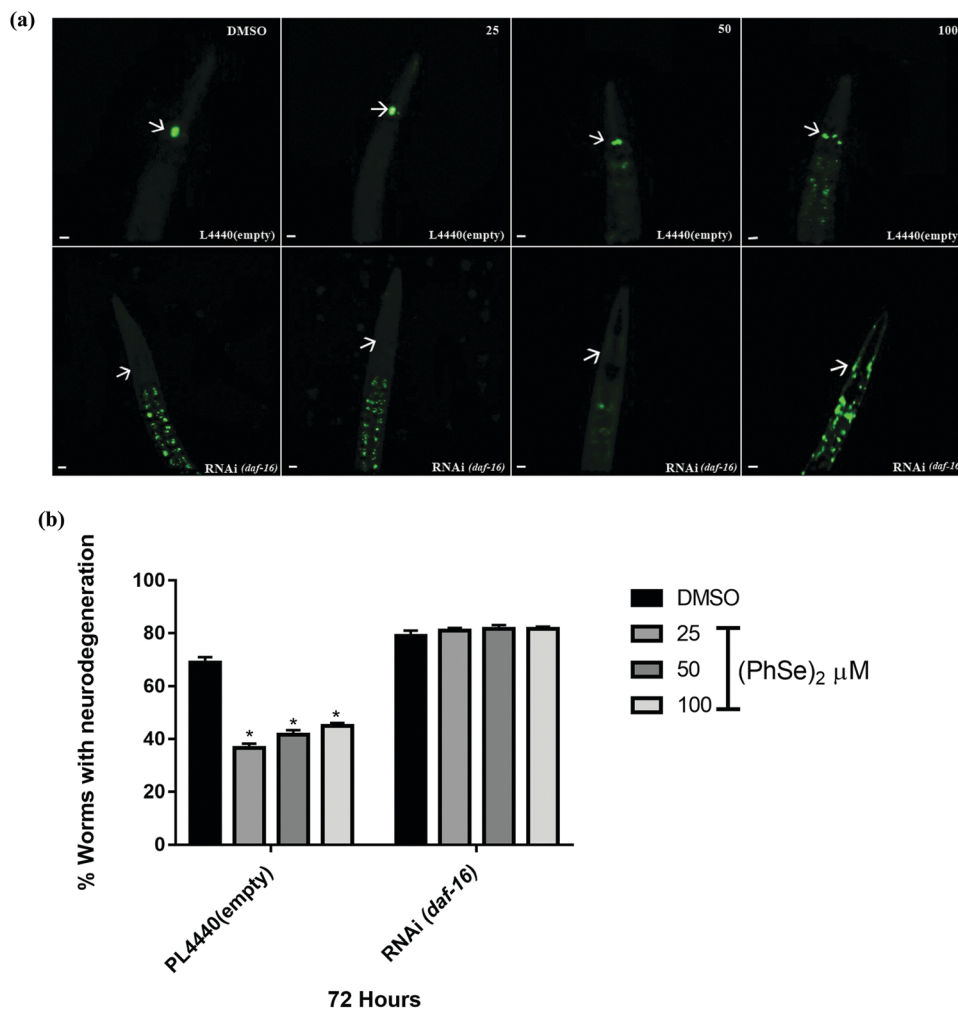 (a)
DMSO
25
50
100
L4440(empty)
L4440(empty)
L4440(empty)
L4440(empty
RNAi (daf-16)
RNAi (daf-16)
RNAi (daf-16)
RNAi (daf-16
(b)
% Worms with neurodegeneration
100
80
60
40
20
0
* * *
PL4440(empty)
RNAi (daf-16)
72 Hours
DMSO
25
50
100
(PhSe)2 μM